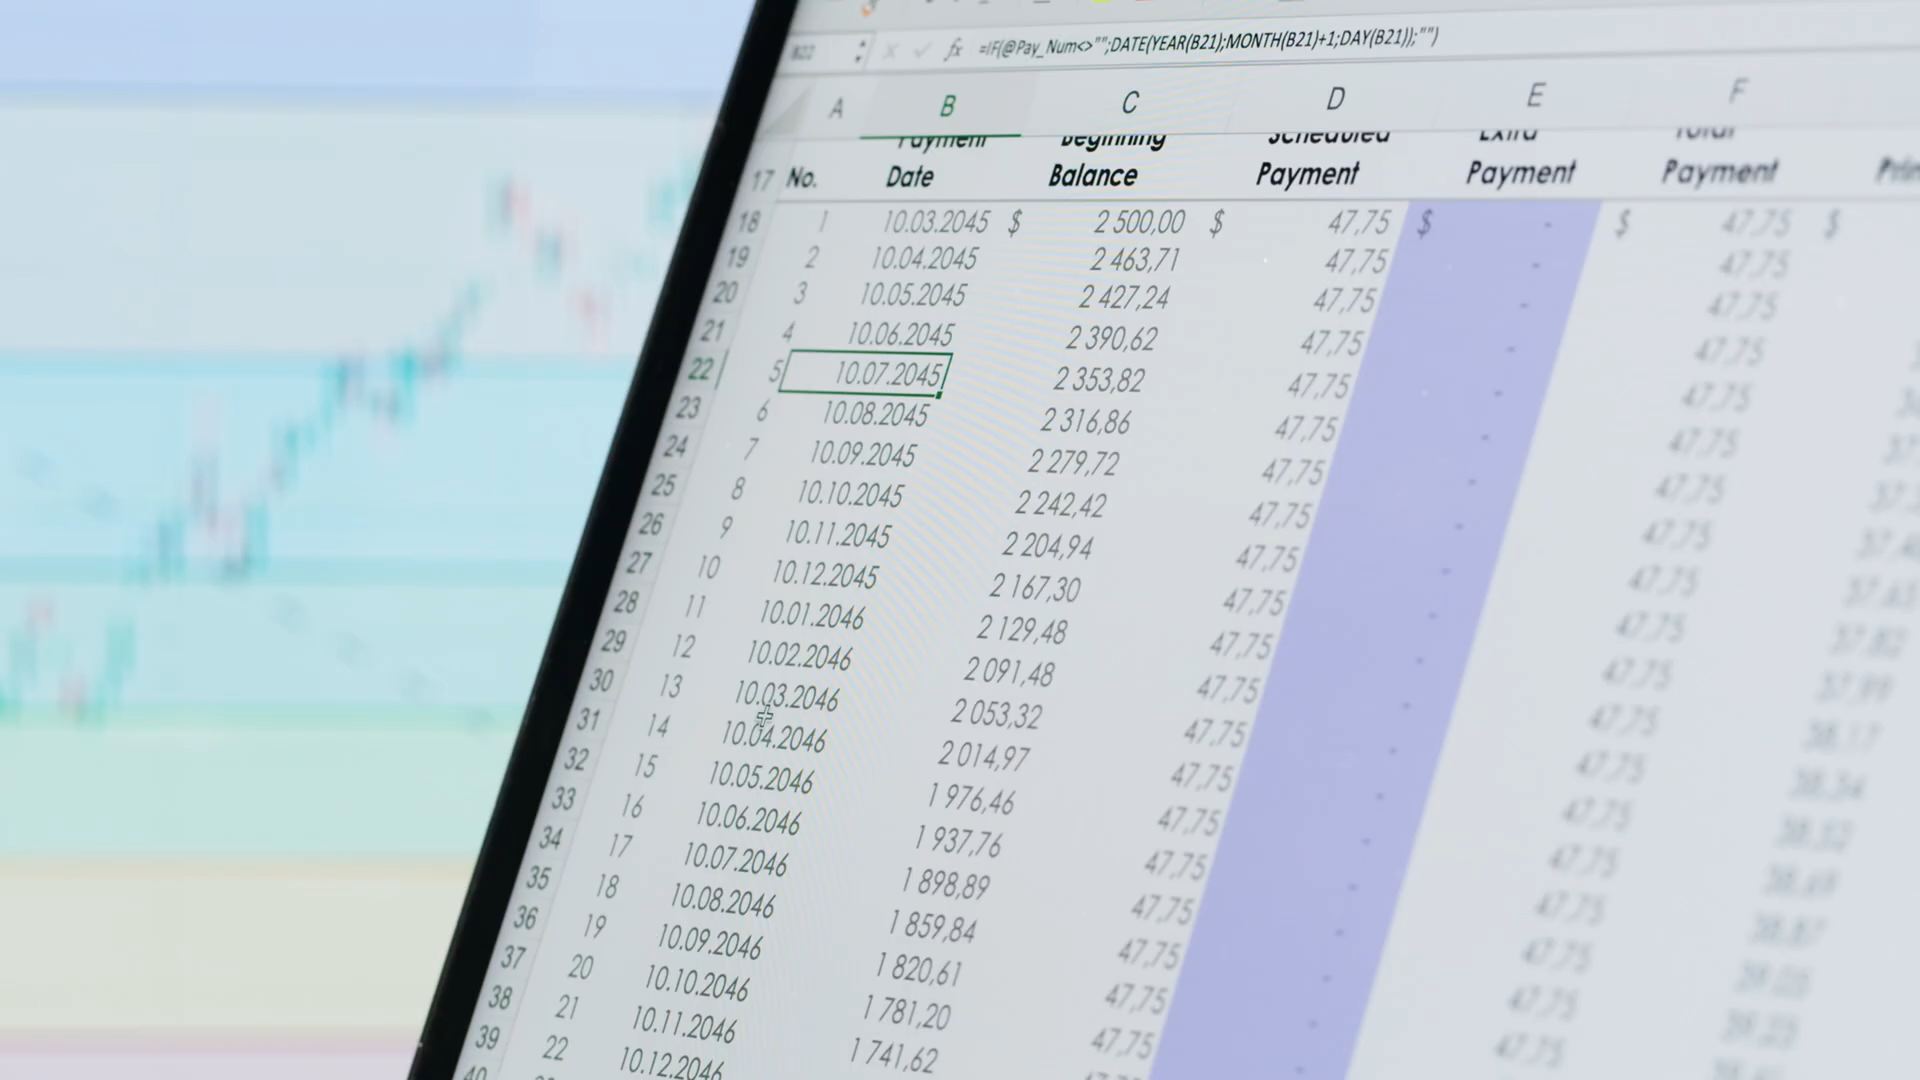 B22 fx =IF(@Pay_Num<>"";DATE(YEAR(B21);MONTH(B21)+1;DAY(B21));"")
A B C D E F
Payment Beginning Scheduled Extra Total
17 No. Date Balance Payment Payment Payment
18 1 10.03.2045 $ 2 500,00 $ 47,75 $ - $ 47,75 $
19 2 10.04.2045 2 463,71 47,75 - 47,75
20 3 10.05.2045 2 427,24 47,75 - 47,75
21 4 10.06.2045 2 390,62 47,75 - 47,75
22 5 10.07.2045 2 353,82 47,75 - 47,75
23 6 10.08.2045 2 316,86 47,75 - 47,75
24 7 10.09.2045 2 279,72 47,75 - 47,75
25 8 10.10.2045 2 242,42 47,75 - 47,75
26 9 10.11.2045 2 204,94 47,75 - 47,75
27 10 10.12.2045 2 167,30 47,75 - 47,75
28 11 10.01.2046 2 129,48 47,75 - 47,75
29 12 10.02.2046 2 091,48 47,75 - 47,75
30 13 10.03.2046 2 053,32 47,75 - 47,75
31 14 10.04.2046 2 014,97 47,75 - 47,75
32 15 10.05.2046 1 976,46 47,75 - 47,75
33 16 10.06.2046 1 937,76 47,75 - 47,75
34 17 10.07.2046 1 898,89 47,75 - 47,75
35 18 10.08.2046 1 859,84 47,75 - 47,75
36 19 10.09.2046 1 820,61 47,75 - 47,75
37 20 10.10.2046 1 781,20 47,75
38 21 10.11.2046 1 741,62 47,75
39 22 10.12.2046
40